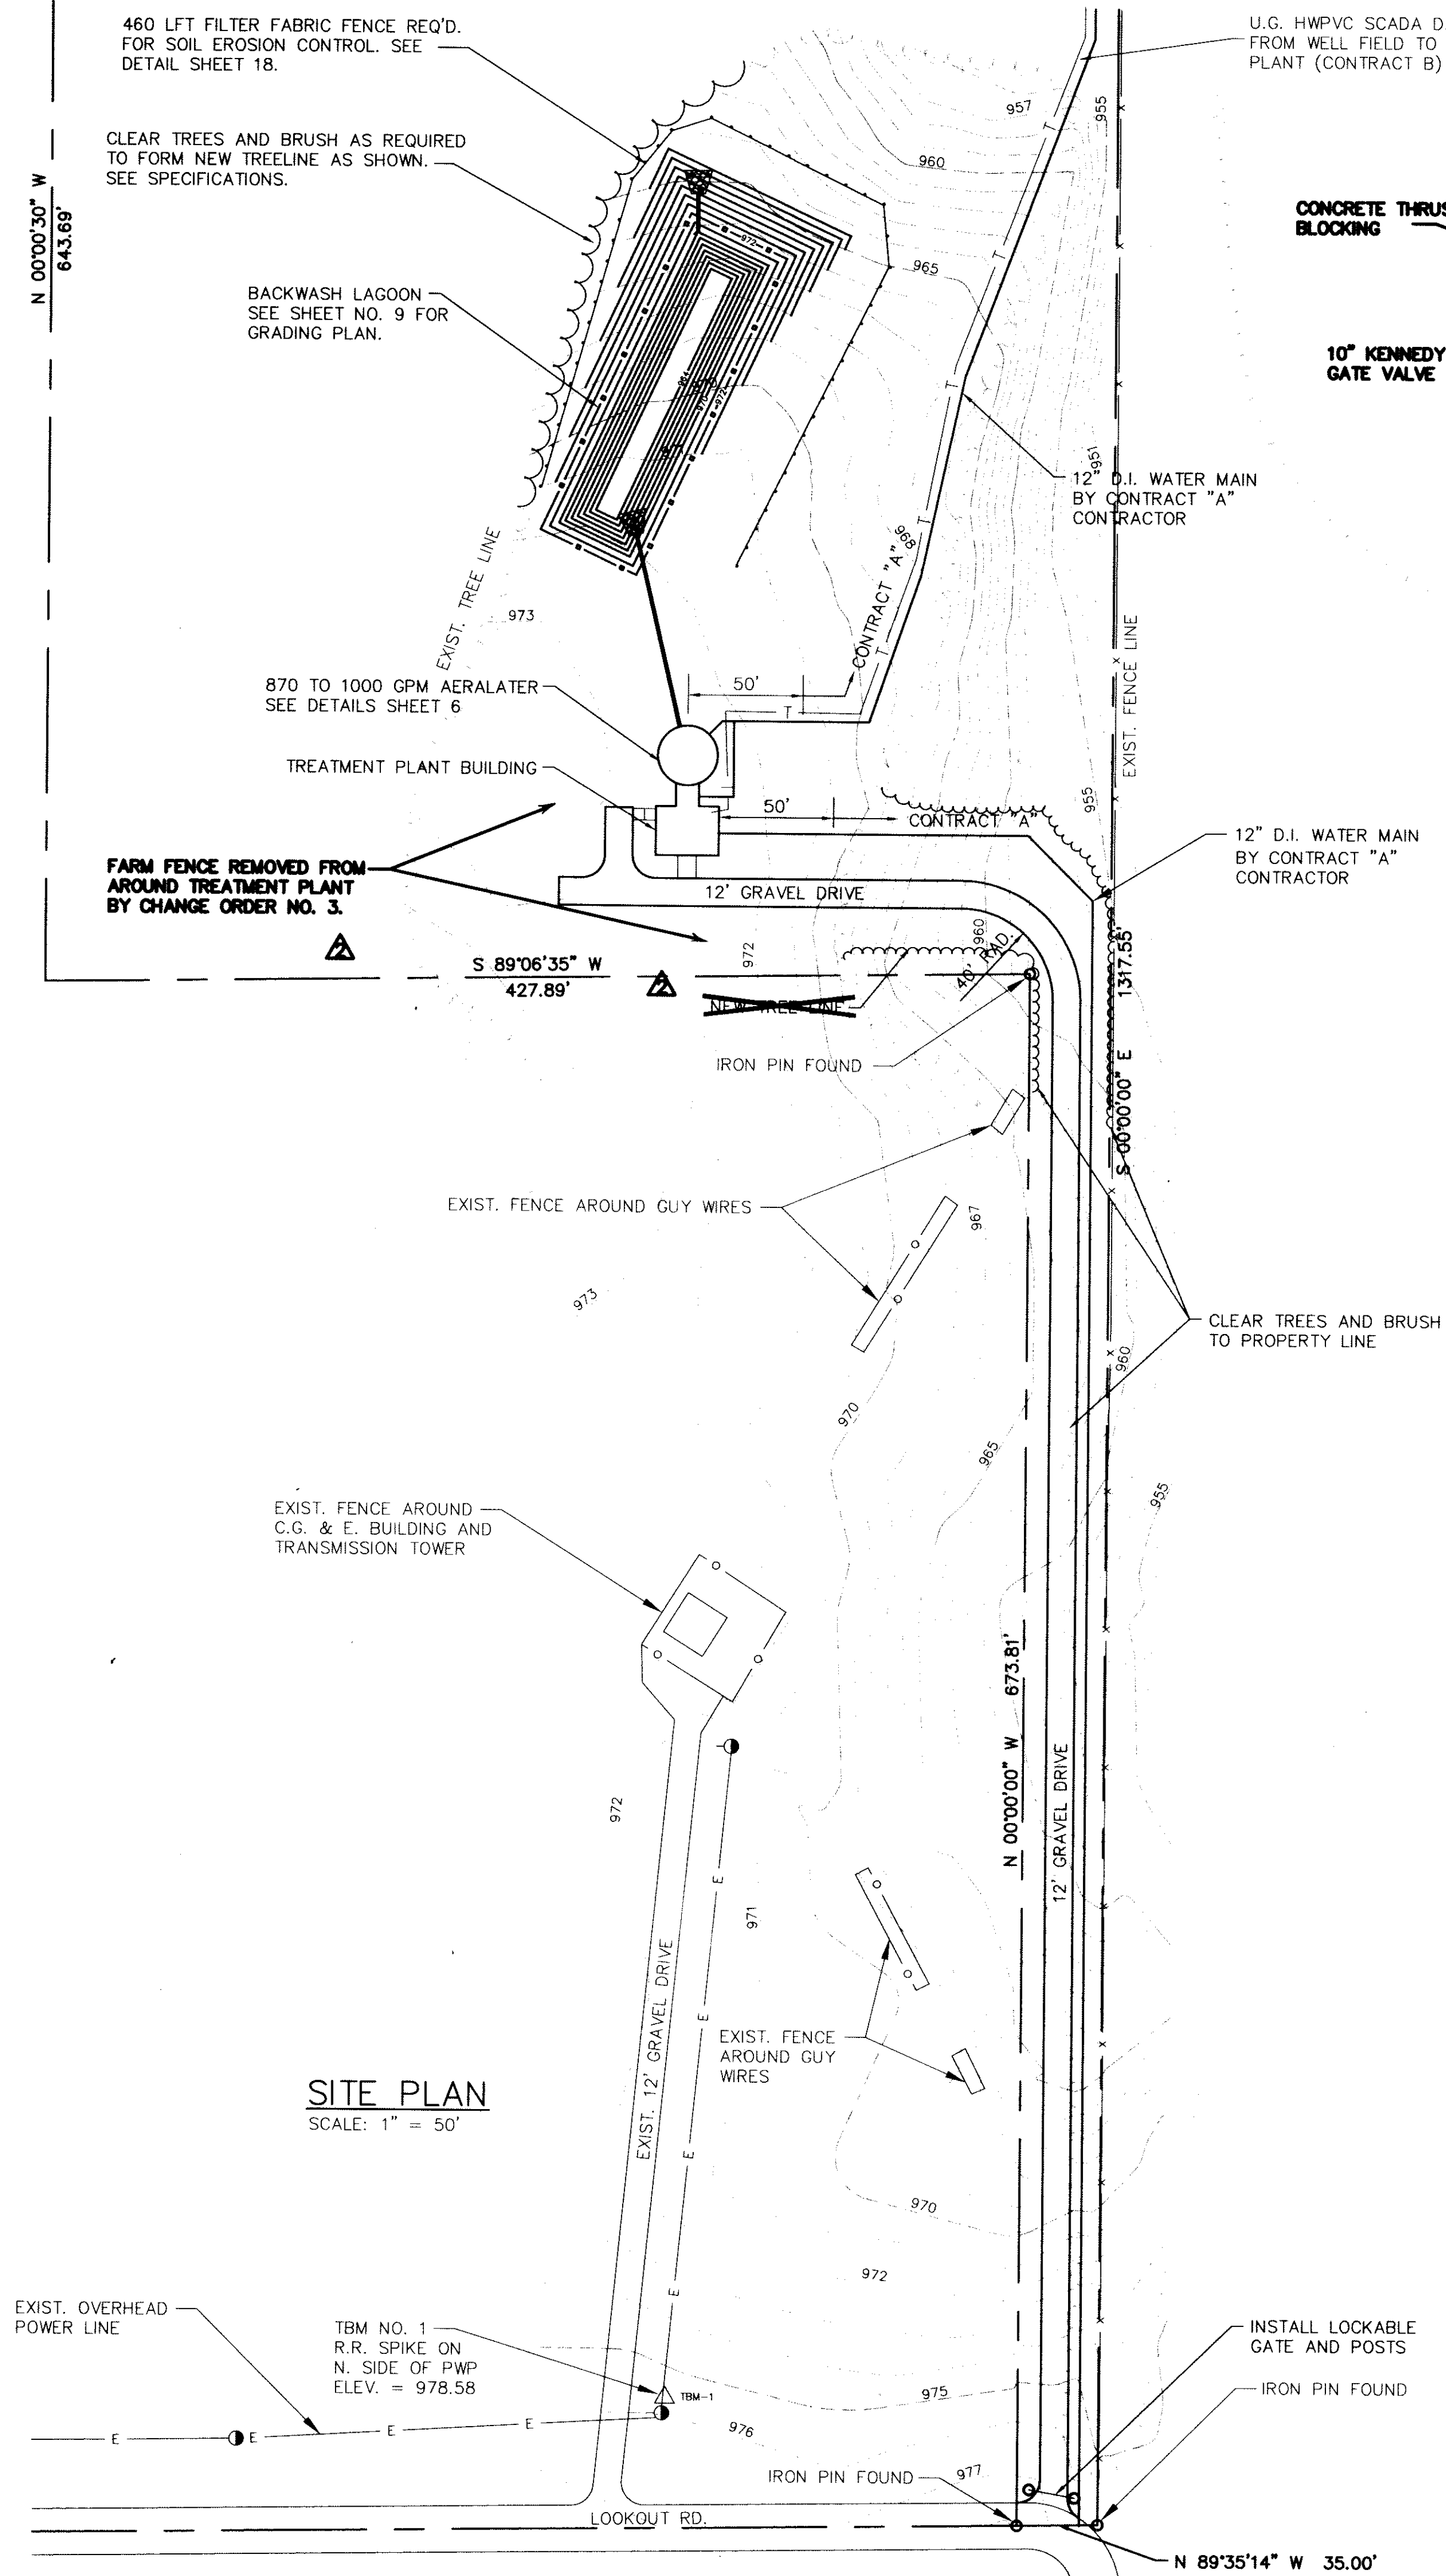 460 LFT FILTER FABRIC FENCE REQ'D.
FOR SOIL EROSION CONTROL. SEE
DETAIL SHEET 18.
U.G. HWPVC SCADA D.
FROM WELL FIELD TO
PLANT (CONTRACT B)
957
955
CLEAR TREES AND BRUSH AS REQUIRED
TO FORM NEW TREELINE AS SHOWN.
SEE SPECIFICATIONS.
960
T
N 00°00'30" W
643.69'
CONCRETE THRUS
BLOCKING
972
965
BACKWASH LAGOON
SEE SHEET NO. 9 FOR
GRADING PLAN.
T
10" KENNEDY
GATE VALVE
970
972
951
12" D.I. WATER MAIN
BY CONTRACT "A"
CONTRACTOR
T
968
EXIST. TREE LINE
973
CONTRACT "A"
T
EXIST. FENCE LINE
870 TO 1000 GPM AERALATER
SEE DETAILS SHEET 6
50'
T
TREATMENT PLANT BUILDING
955
50'
CONTRACT "A"
12" D.I. WATER MAIN
BY CONTRACT "A"
CONTRACTOR
FARM FENCE REMOVED FROM
AROUND TREATMENT PLANT
BY CHANGE ORDER NO. 3.
12' GRAVEL DRIVE
2
972
960
40' RAD.
S 89°06'35" W
427.89'
2
NEW TREE LINE
S 00°00'00" E 1317.55'
IRON PIN FOUND
EXIST. FENCE AROUND GUY WIRES
967
973
CLEAR TREES AND BRUSH
TO PROPERTY LINE
960
970
965
955
EXIST. FENCE AROUND
C.G. & E. BUILDING AND
TRANSMISSION TOWER
N 00°00'00" W 673.81'
12' GRAVEL DRIVE
972
E
971
EXIST. 12' GRAVEL DRIVE
E
EXIST. FENCE
AROUND GUY
WIRES
SITE PLAN
SCALE: 1" = 50'
E
970
972
E
EXIST. OVERHEAD
POWER LINE
TBM NO. 1
R.R. SPIKE ON
N. SIDE OF PWP
ELEV. = 978.58
TBM-1
INSTALL LOCKABLE
GATE AND POSTS
975
IRON PIN FOUND
E E E E
976
977
IRON PIN FOUND
LOOKOUT RD.
N 89°35'14" W 35.00'